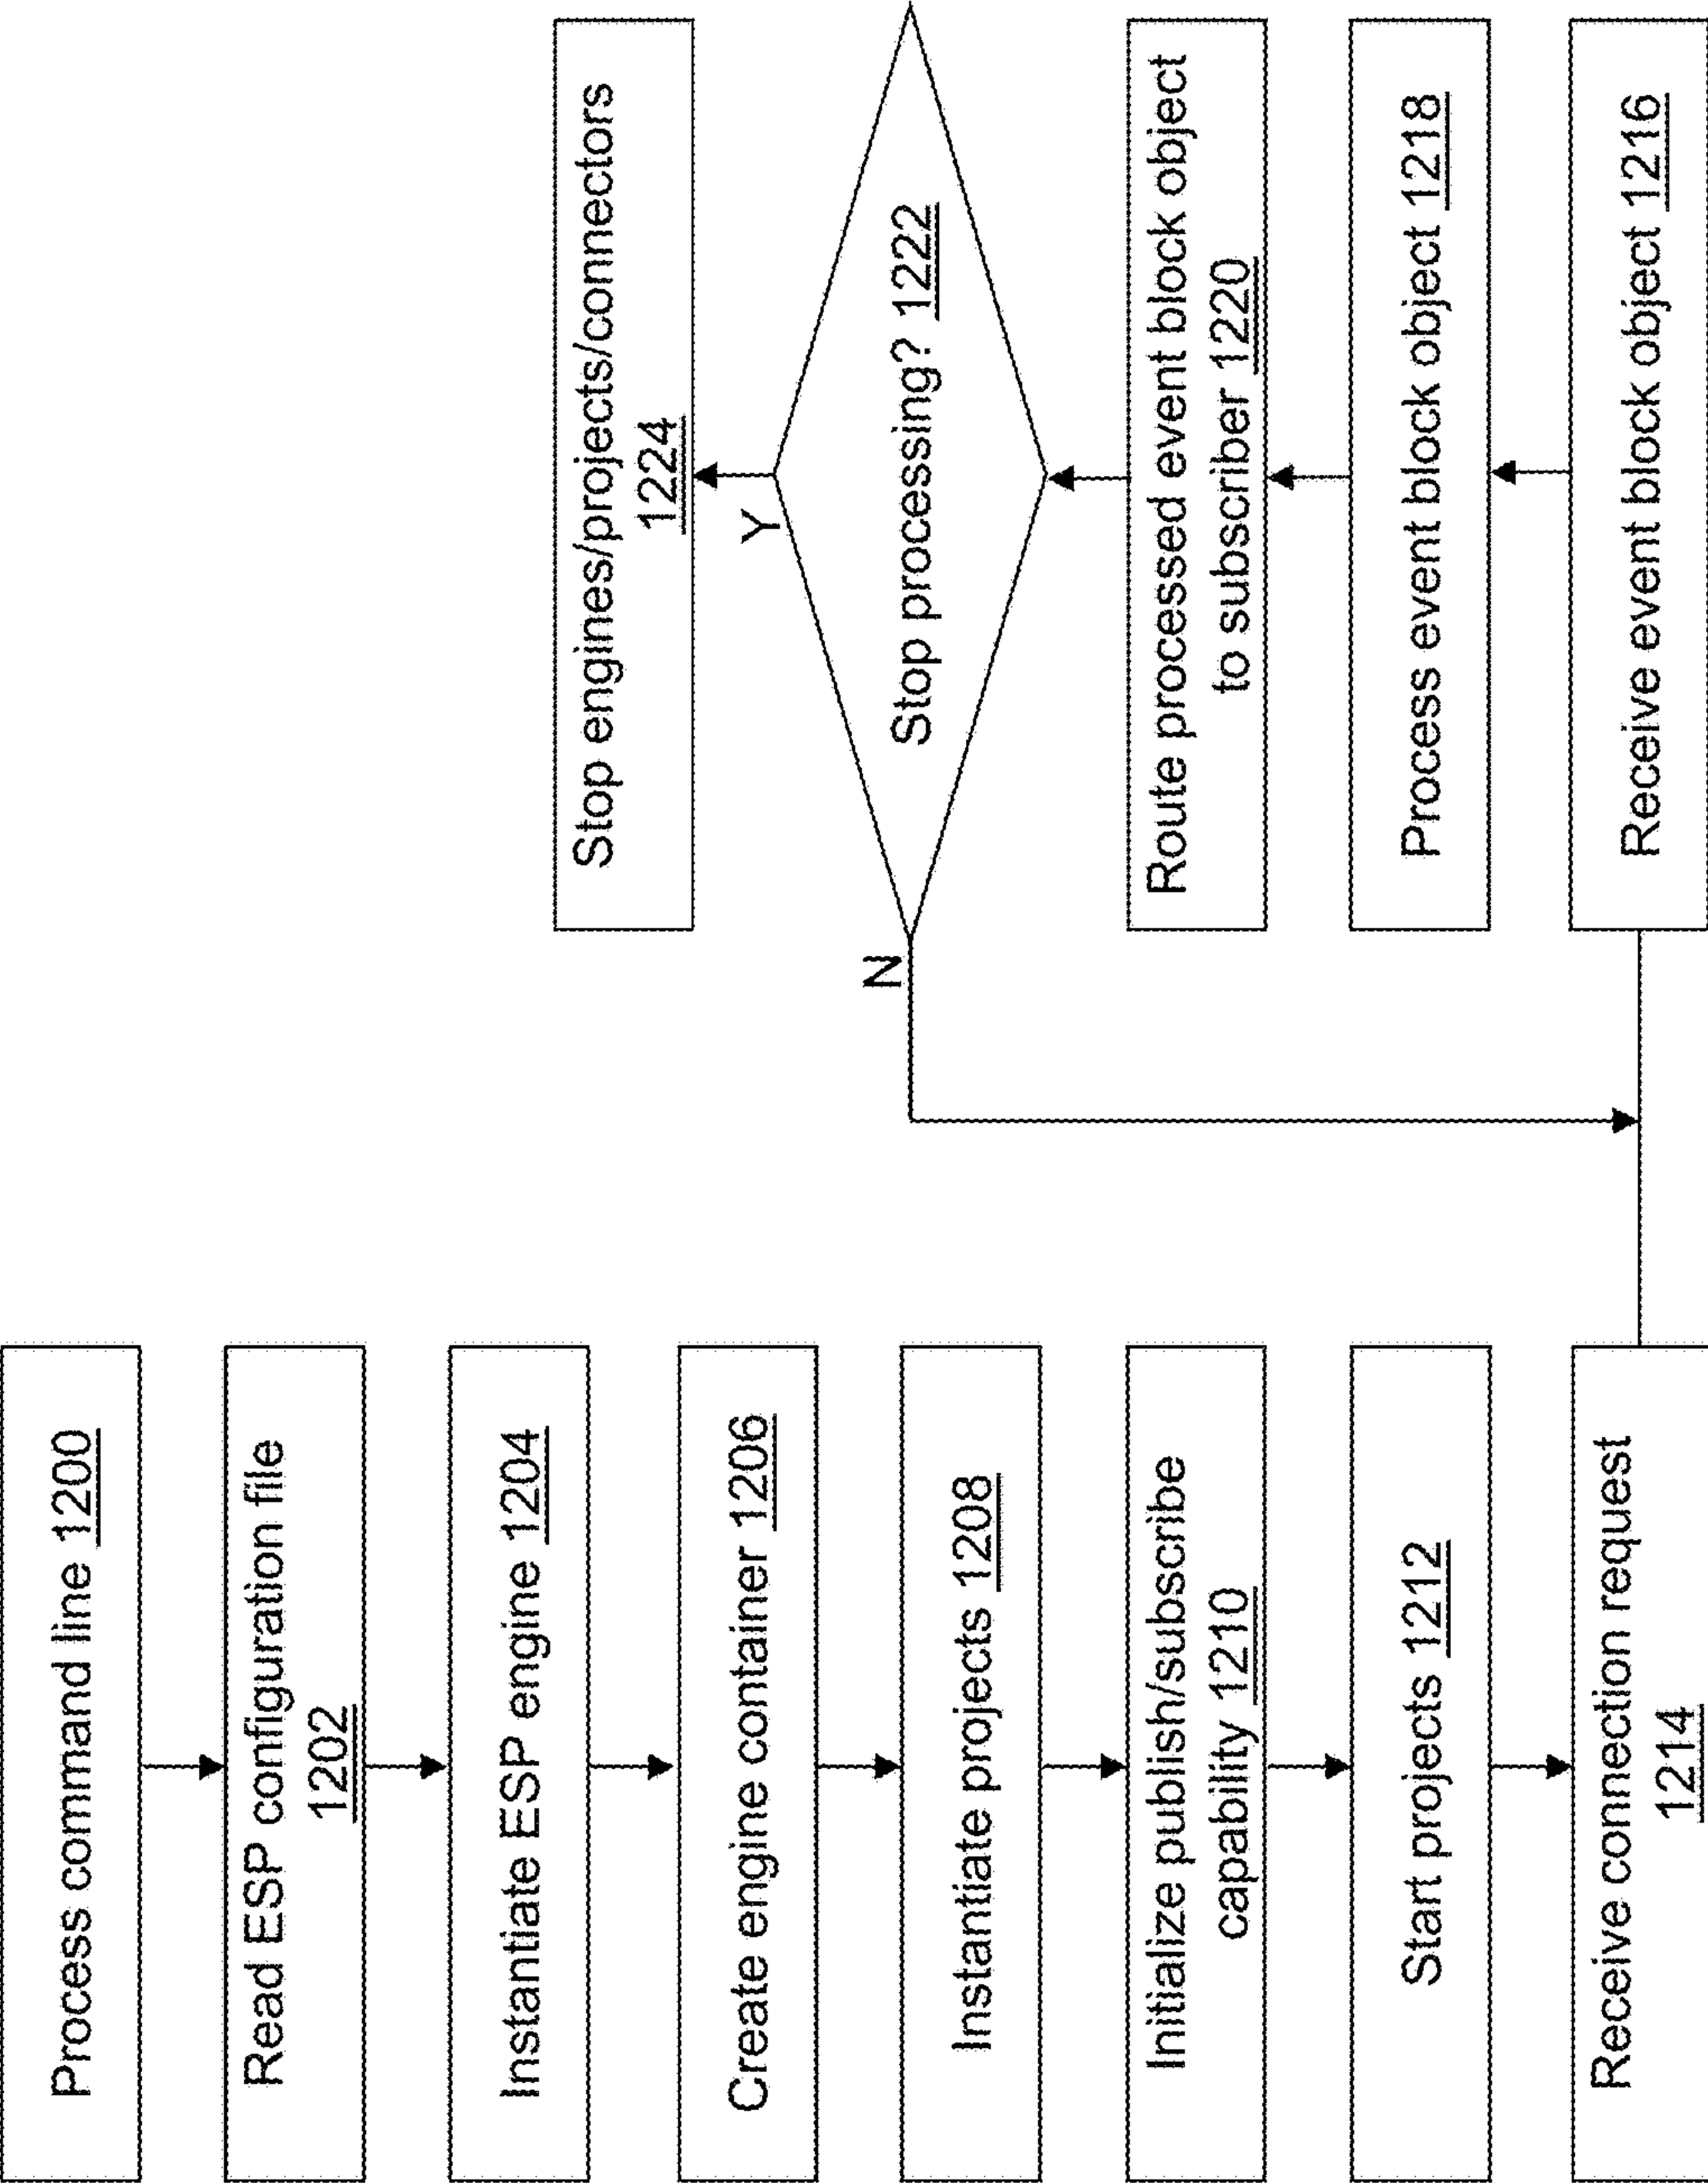 Process command line 1200
Read ESP configuration file
1202
Instantiate ESP engine 1204
Create engine container 1206
Instantiate projects 1208
Initialize publish/subscribe
capability 1210
Start projects 1212
Receive connection request
1214
Receive event block object 1216
Process event block object 1218
Route processed event block object
to subscriber 1220
Stop processing? 1222
N
Y
Stop engines/projects/connectors
1224